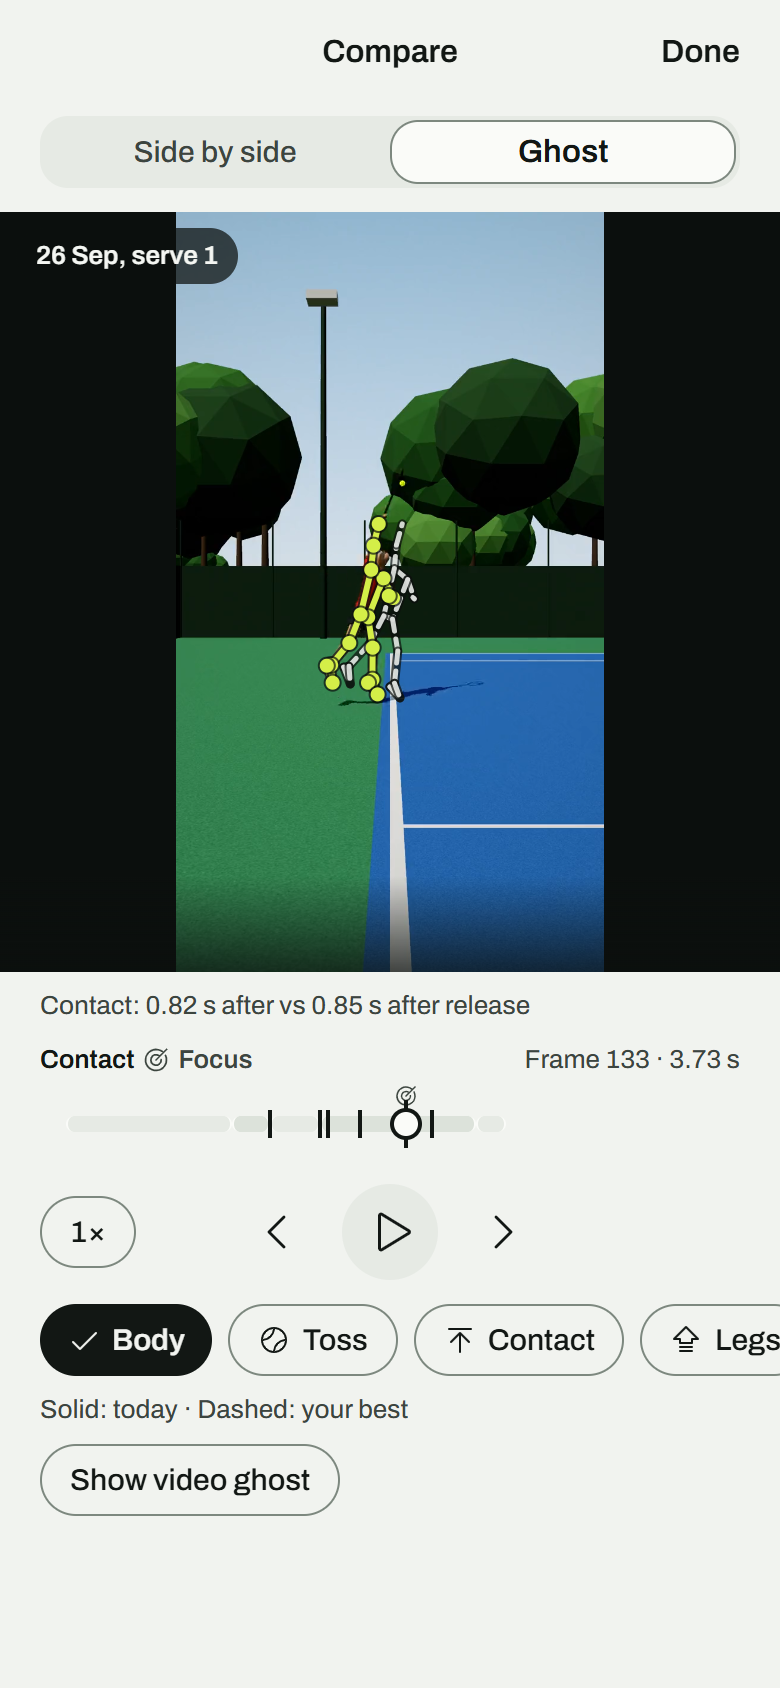 Compare
Done
Side by side
Ghost
26 Sep, serve 1
Contact: 0.82 s after vs 0.85 s after release
Contact Focus
Frame 133 · 3.73 s
1×
Body
Toss
Contact
Legs
Solid: today · Dashed: your best
Show video ghost